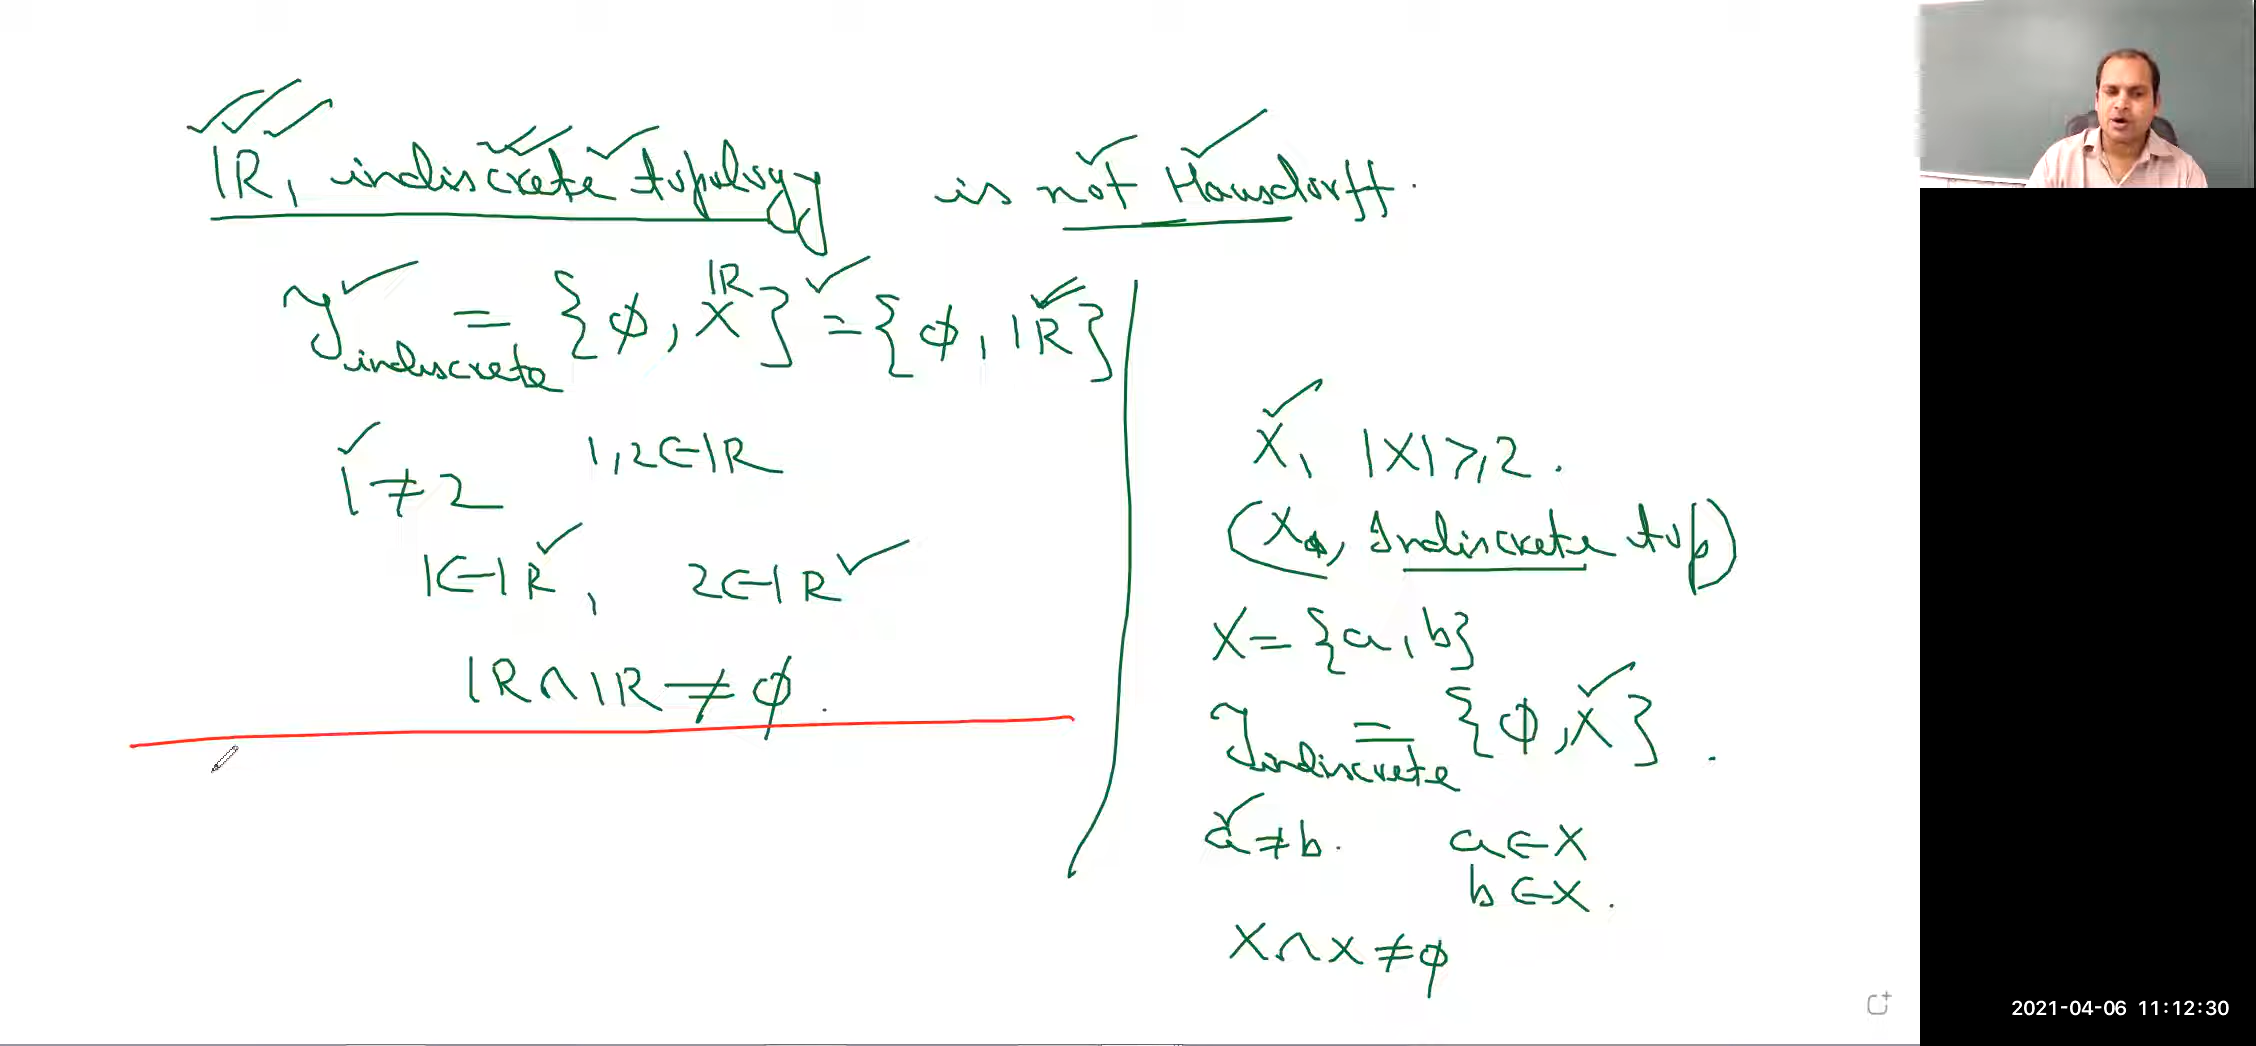 ℝ, indiscrete topology is not Hausdorff.
𝒯indiscrete = {ϕ, X} = {ϕ, ℝ}
ℝ
1 ≠ 2 1,2 ∈ ℝ
1 ∈ ℝ, 2 ∈ ℝ
ℝ ∩ ℝ ≠ ϕ.
X, |X| ⩾ 2.
(X, Indiscrete top)
X = {a, b}
𝒯indiscrete = {ϕ, X}.
a ≠ b. a ∈ X
b ∈ X.
X ∩ X ≠ ϕ
2021-04-06 11:12:30